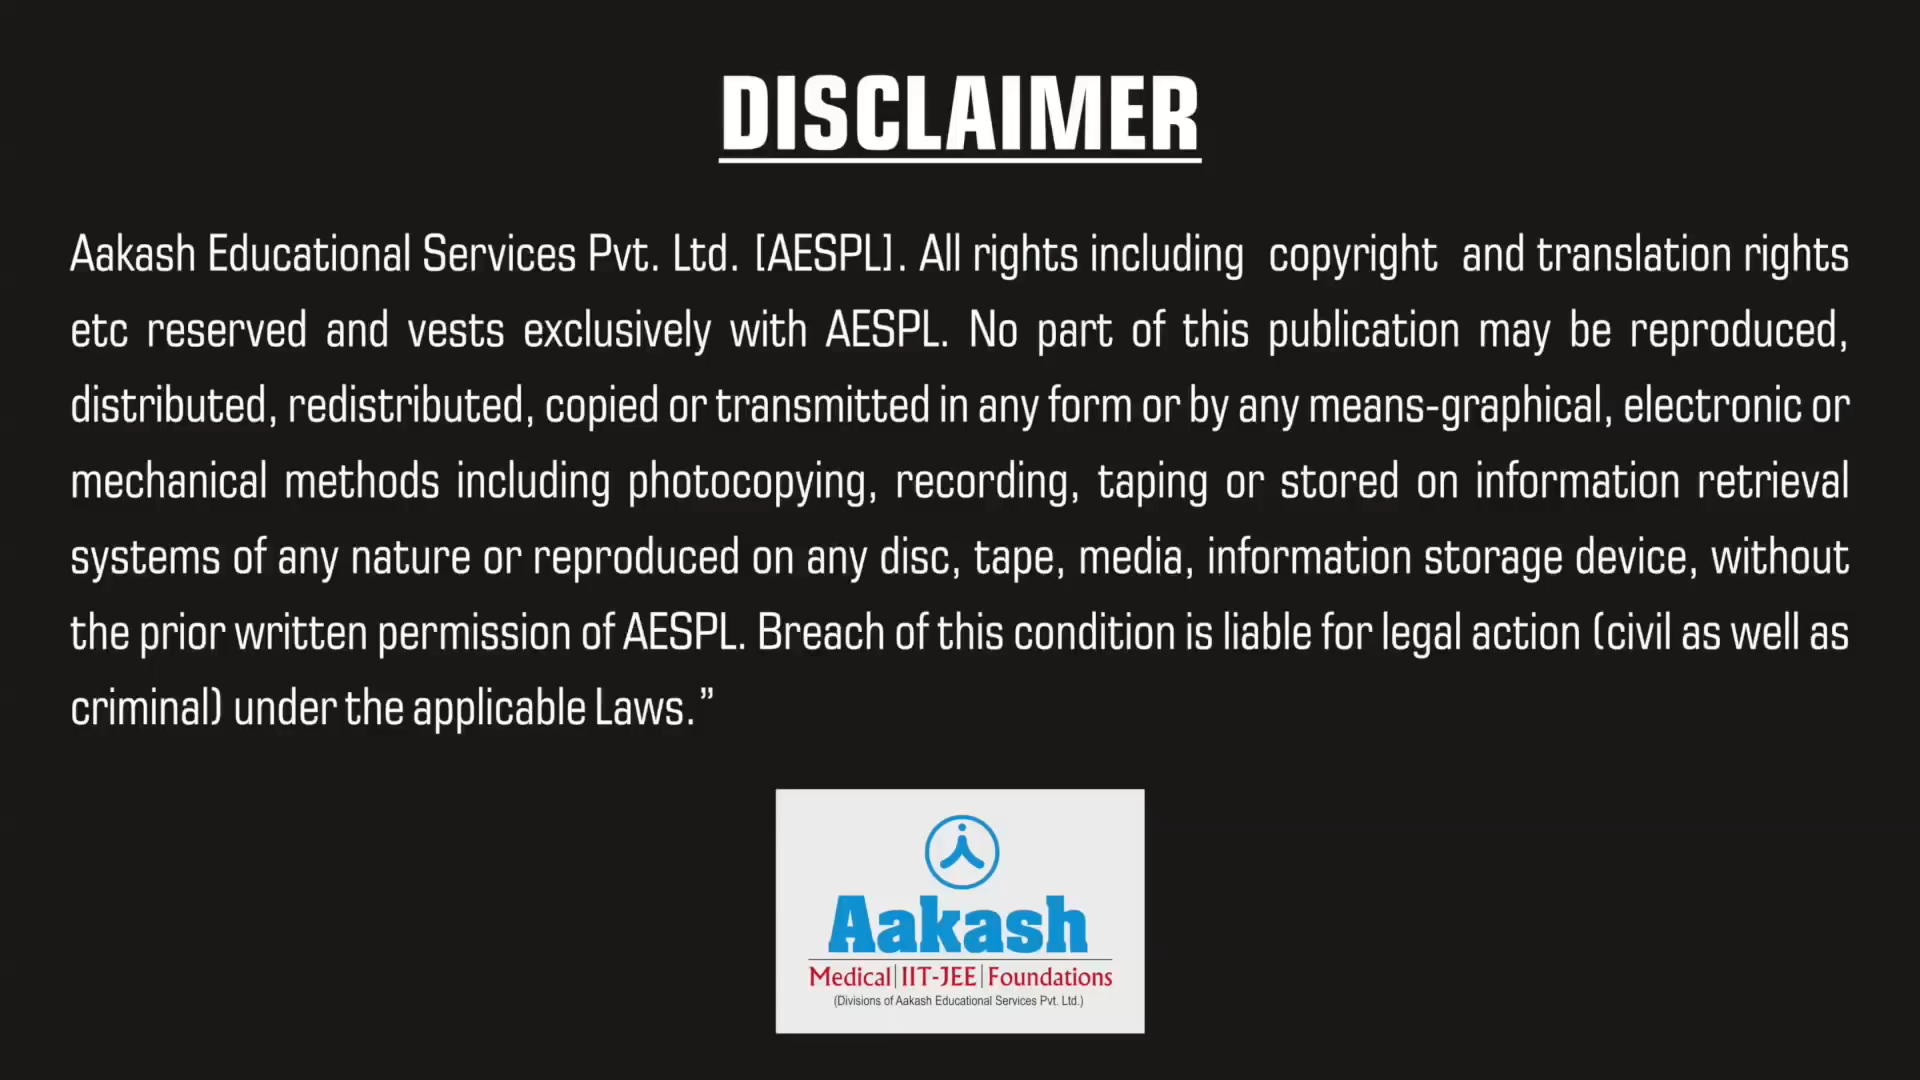 DISCLAIMER
Aakash Educational Services Pvt. Ltd. [AESPL]. All rights including copyright and translation rights
etc reserved and vests exclusively with AESPL. No part of this publication may be reproduced,
distributed, redistributed, copied or transmitted in any form or by any means-graphical, electronic or
mechanical methods including photocopying, recording, taping or stored on information retrieval
systems of any nature or reproduced on any disc, tape, media, information storage device, without
the prior written permission of AESPL. Breach of this condition is liable for legal action (civil as well as
criminal) under the applicable Laws.”
Aakash
Medical|IIT-JEE|Foundations
(Divisions of Aakash Educational Services Pvt. Ltd.)